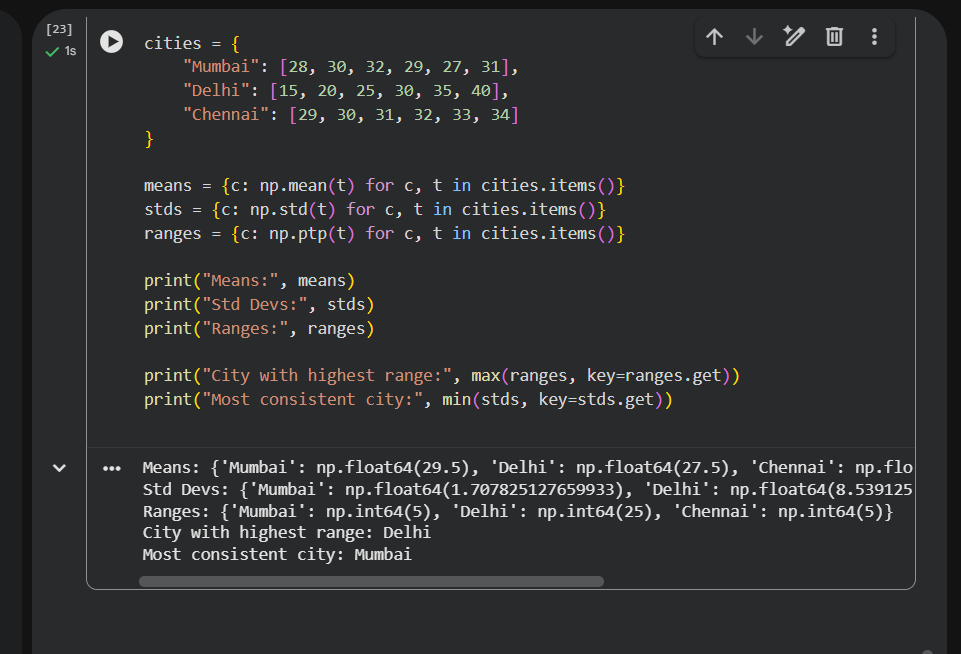 [23]
1s
cities = {
    "Mumbai": [28, 30, 32, 29, 27, 31],
    "Delhi": [15, 20, 25, 30, 35, 40],
    "Chennai": [29, 30, 31, 32, 33, 34]
}
means = {c: np.mean(t) for c, t in cities.items()}
stds = {c: np.std(t) for c, t in cities.items()}
ranges = {c: np.ptp(t) for c, t in cities.items()}
print("Means:", means)
print("Std Devs:", stds)
print("Ranges:", ranges)
print("City with highest range:", max(ranges, key=ranges.get))
print("Most consistent city:", min(stds, key=stds.get))
Means: {'Mumbai': np.float64(29.5), 'Delhi': np.float64(27.5), 'Chennai': np.flo
Std Devs: {'Mumbai': np.float64(1.707825127659933), 'Delhi': np.float64(8.539125
Ranges: {'Mumbai': np.int64(5), 'Delhi': np.int64(25), 'Chennai': np.int64(5)}
City with highest range: Delhi
Most consistent city: Mumbai